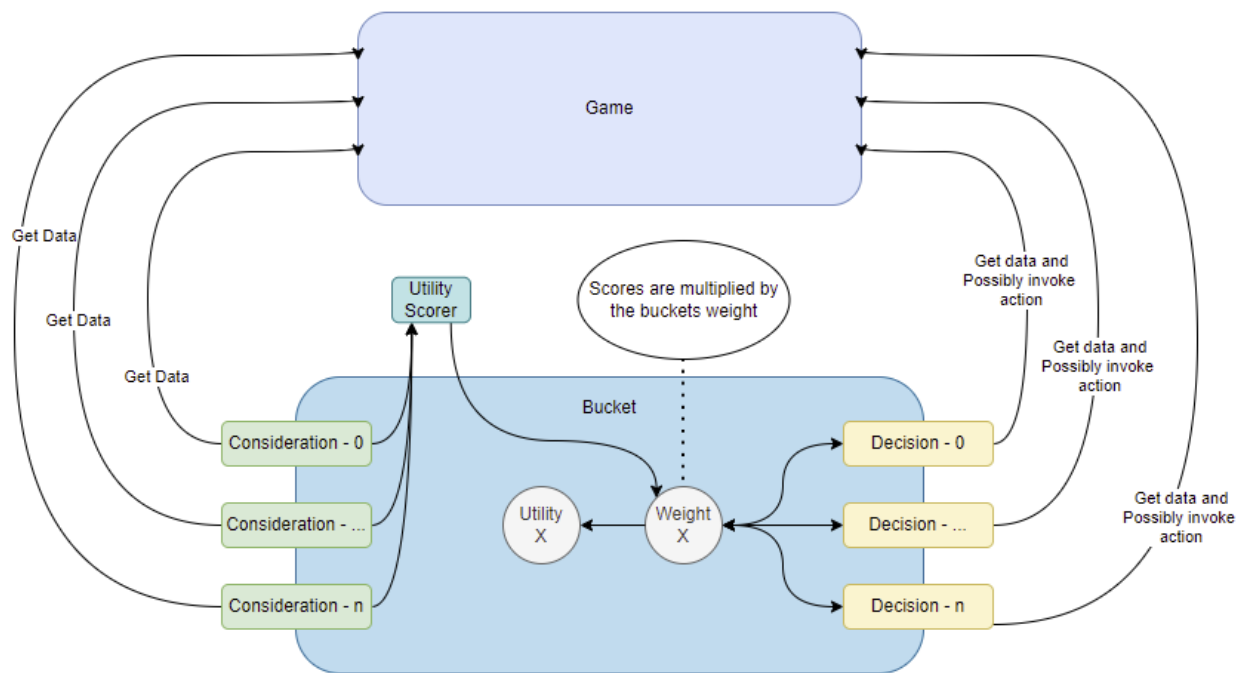 Game
Get Data
Get Data
Get Data
Utility
Scorer
Scores are multiplied by
the buckets weight
Get data and
Possibly invoke
action
Get data and
Possibly invoke
action
Get data and
Possibly invoke
action
Bucket
Consideration - 0
Consideration - ...
Consideration - n
Utility
X
Weight
X
Decision - 0
Decision - ...
Decision - n